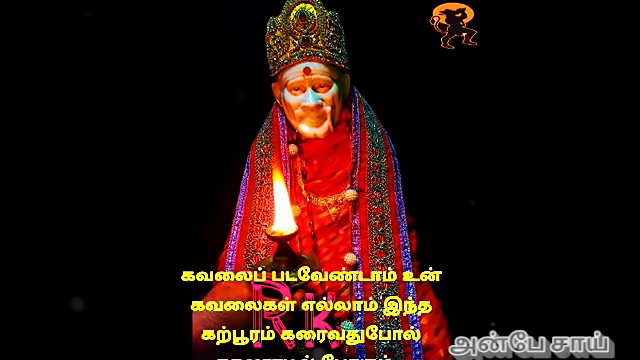 கவலைப் படவேண்டாம் உன்
கவலைகள் எல்லாம் இந்த
கற்பூரம் கரைவதுபோல்
அன்பே சாய்